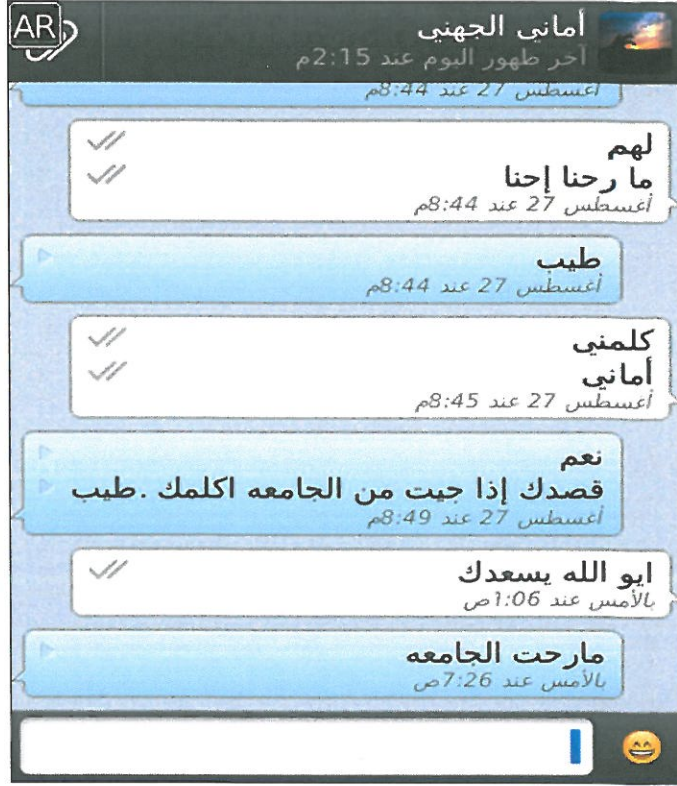 AR
أماني الجهني
آخر ظهور اليوم عند 2:15م
أغسطس 27 عند 8:44م
لهم
ما رحنا إحنا
أغسطس 27 عند 8:44م
طيب
أغسطس 27 عند 8:44م
كلمني
أماني
أغسطس 27 عند 8:45م
نعم
قصدك إذا جيت من الجامعه اكلمك .طيب
أغسطس 27 عند 8:49م
ايو الله يسعدك
بالأمس عند 1:06ص
مارحت الجامعه
بالأمس عند 7:26ص